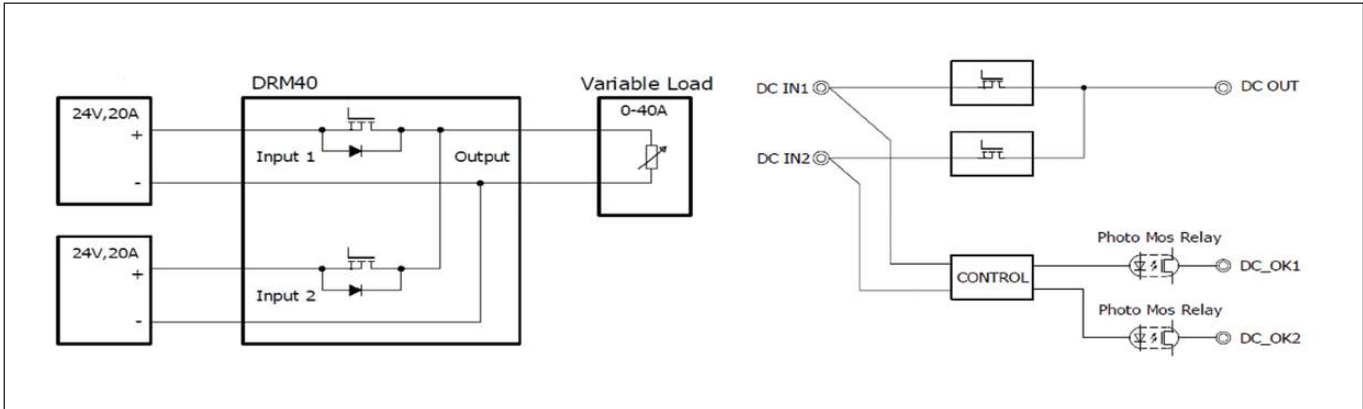 DRM40
Variable Load
24V,20A
+
-
Input 1
Output
0-40A
24V,20A
+
-
Input 2
DC IN1
DC OUT
DC IN2
Photo Mos Relay
CONTROL
DC_OK1
Photo Mos Relay
DC_OK2